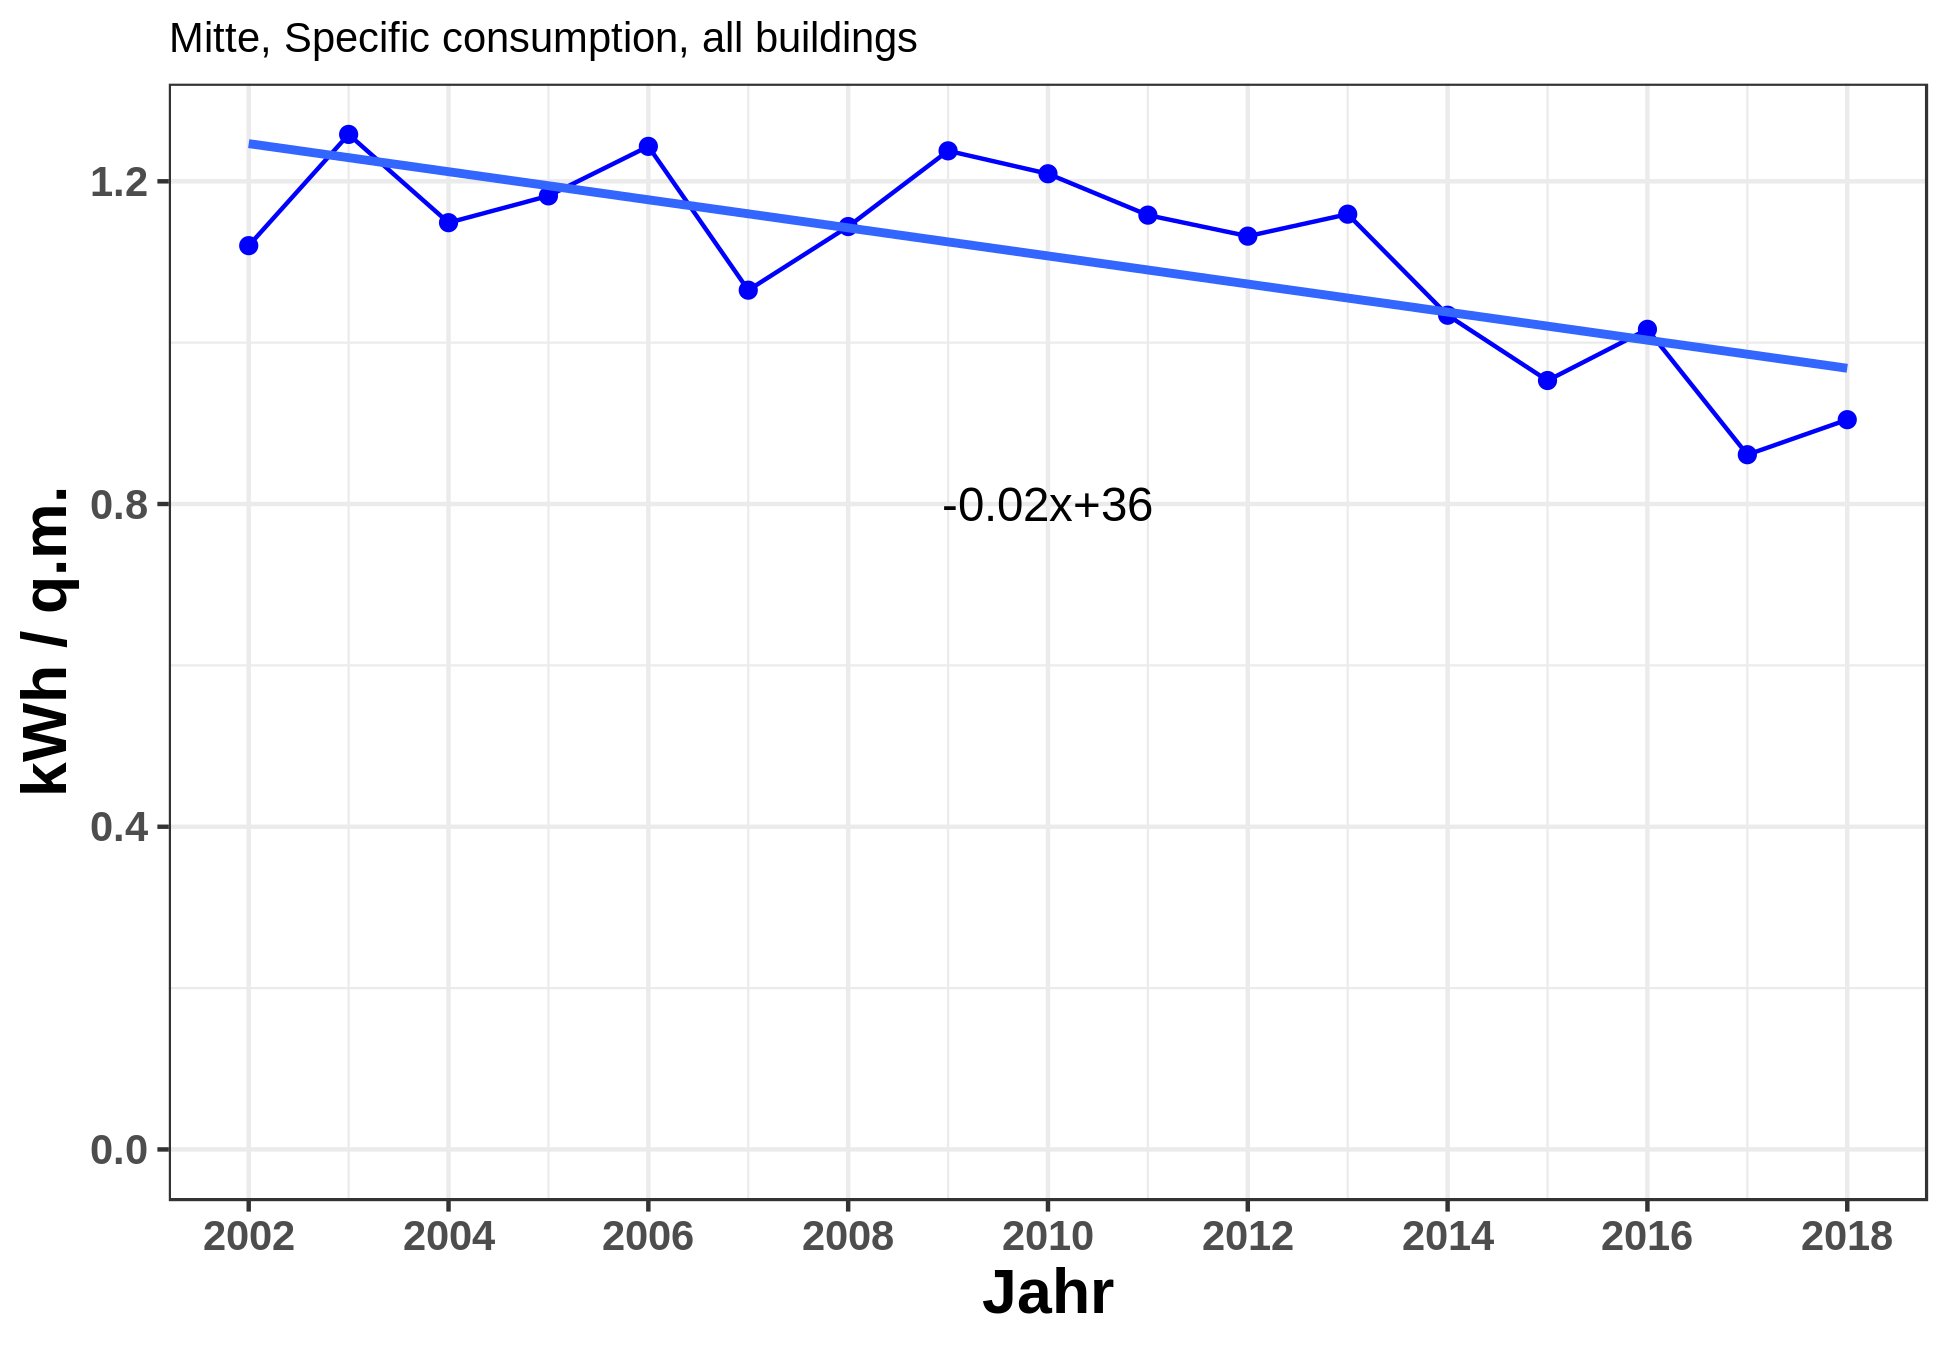 Mitte, Specific consumption, all buildings
1.2
0.8
0.4
0.0
kWh / q.m.
-0.02x+36
2002 2004 2006 2008 2010 2012 2014 2016 2018
Jahr